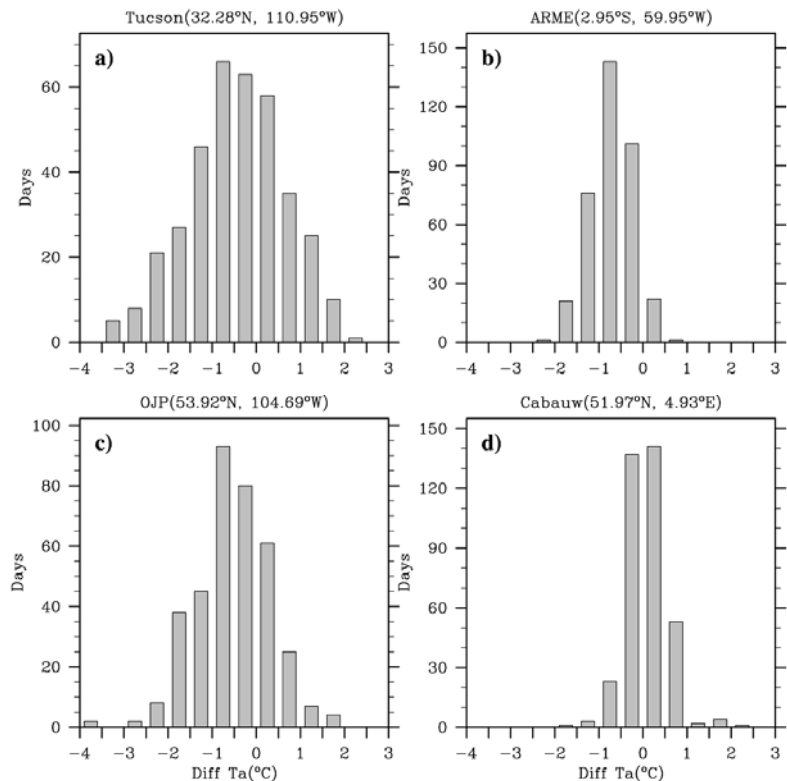 Tucson(32.28°N, 110.95°W)
a)
Days
60
40
20
0
−4 −3 −2 −1 0 1 2 3
ARME(2.95°S, 59.95°W)
b)
Days
150
120
90
60
30
0
−4 −3 −2 −1 0 1 2 3
OJP(53.92°N, 104.69°W)
c)
Days
100
80
60
40
20
0
−4 −3 −2 −1 0 1 2 3
Diff Ta(°C)
Cabauw(51.97°N, 4.93°E)
d)
Days
150
120
90
60
30
0
−4 −3 −2 −1 0 1 2 3
Diff Ta(°C)